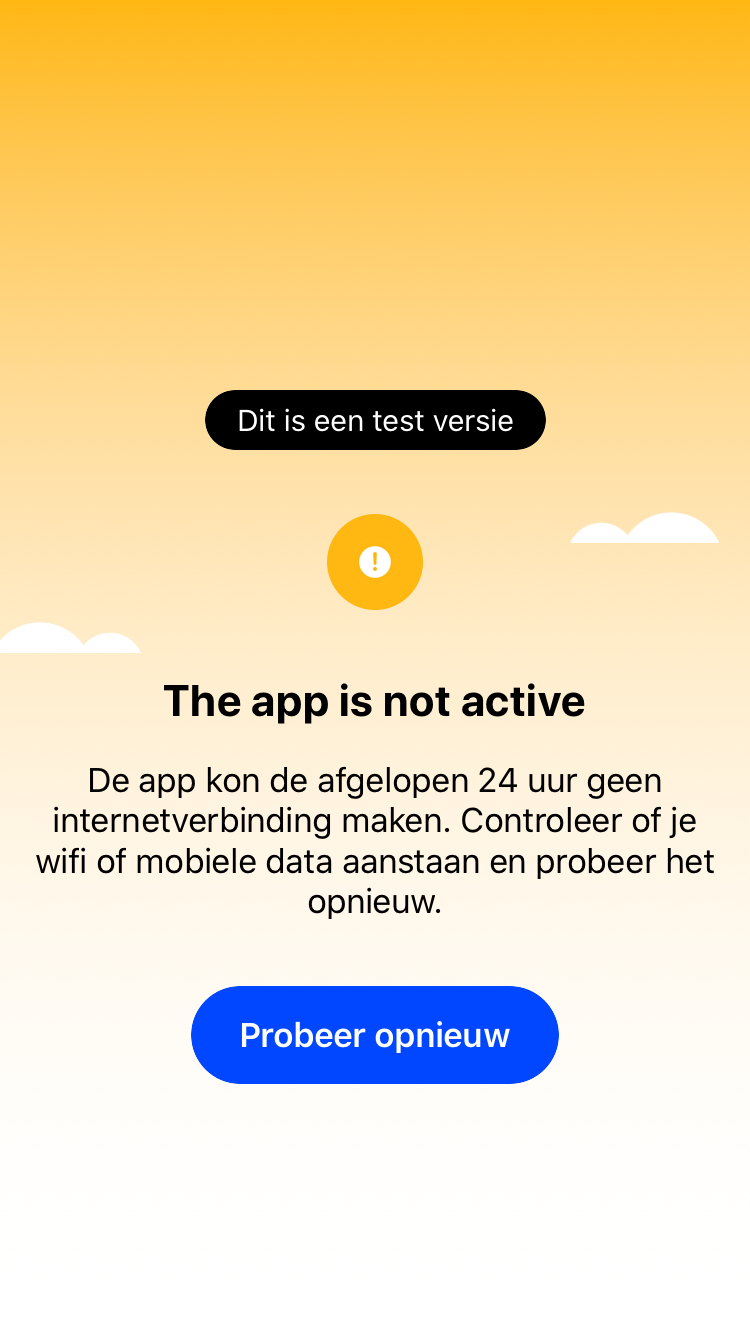 Dit is een test versie
The app is not active
De app kon de afgelopen 24 uur geen
internetverbinding maken. Controleer of je
wifi of mobiele data aanstaan en probeer het
opnieuw.
Probeer opnieuw